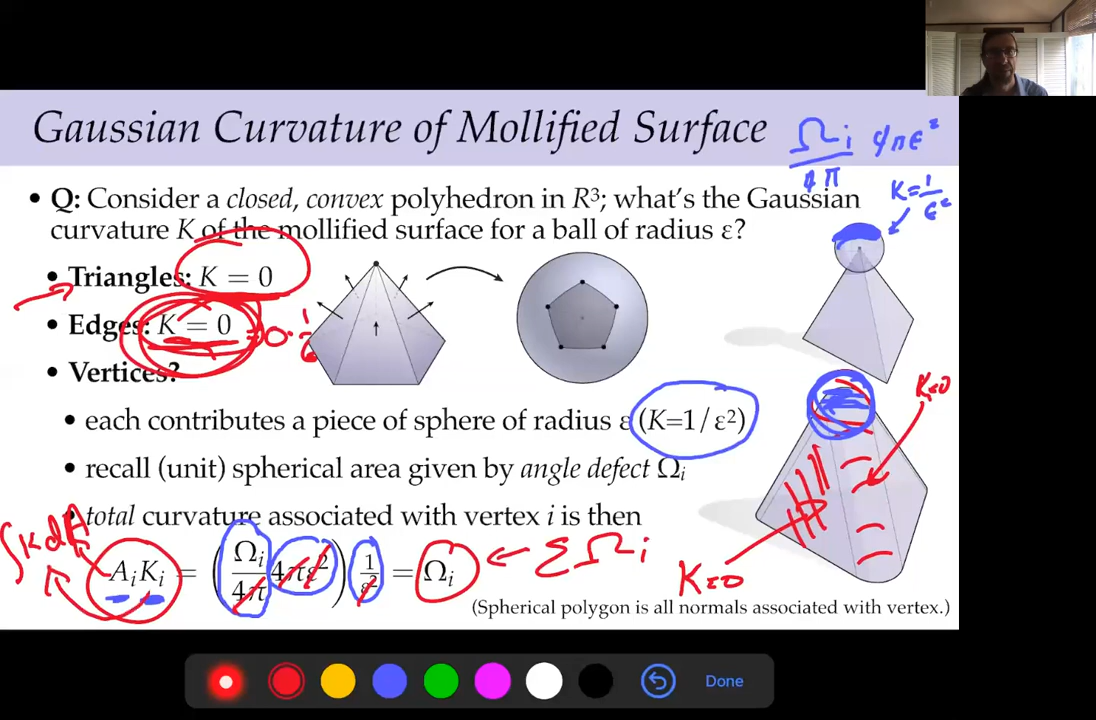 Gaussian Curvature of Mollified Surface
Ωi/4π 4πε²
K=1/ε²
• Q: Consider a closed, convex polyhedron in R³; what's the Gaussian
curvature K of the mollified surface for a ball of radius ε?
• Triangles: K = 0
• Edges: K = 0 = 0·1/ε
• Vertices?
K=0
• each contributes a piece of sphere of radius ε (K=1/ε²)
• recall (unit) spherical area given by angle defect Ωi
• total curvature associated with vertex i is then
∫K dA
AiKi = (Ωi/4π 4πε²) 1/ε² = Ωi ← ΣΩi
K=0
(Spherical polygon is all normals associated with vertex.)
Done